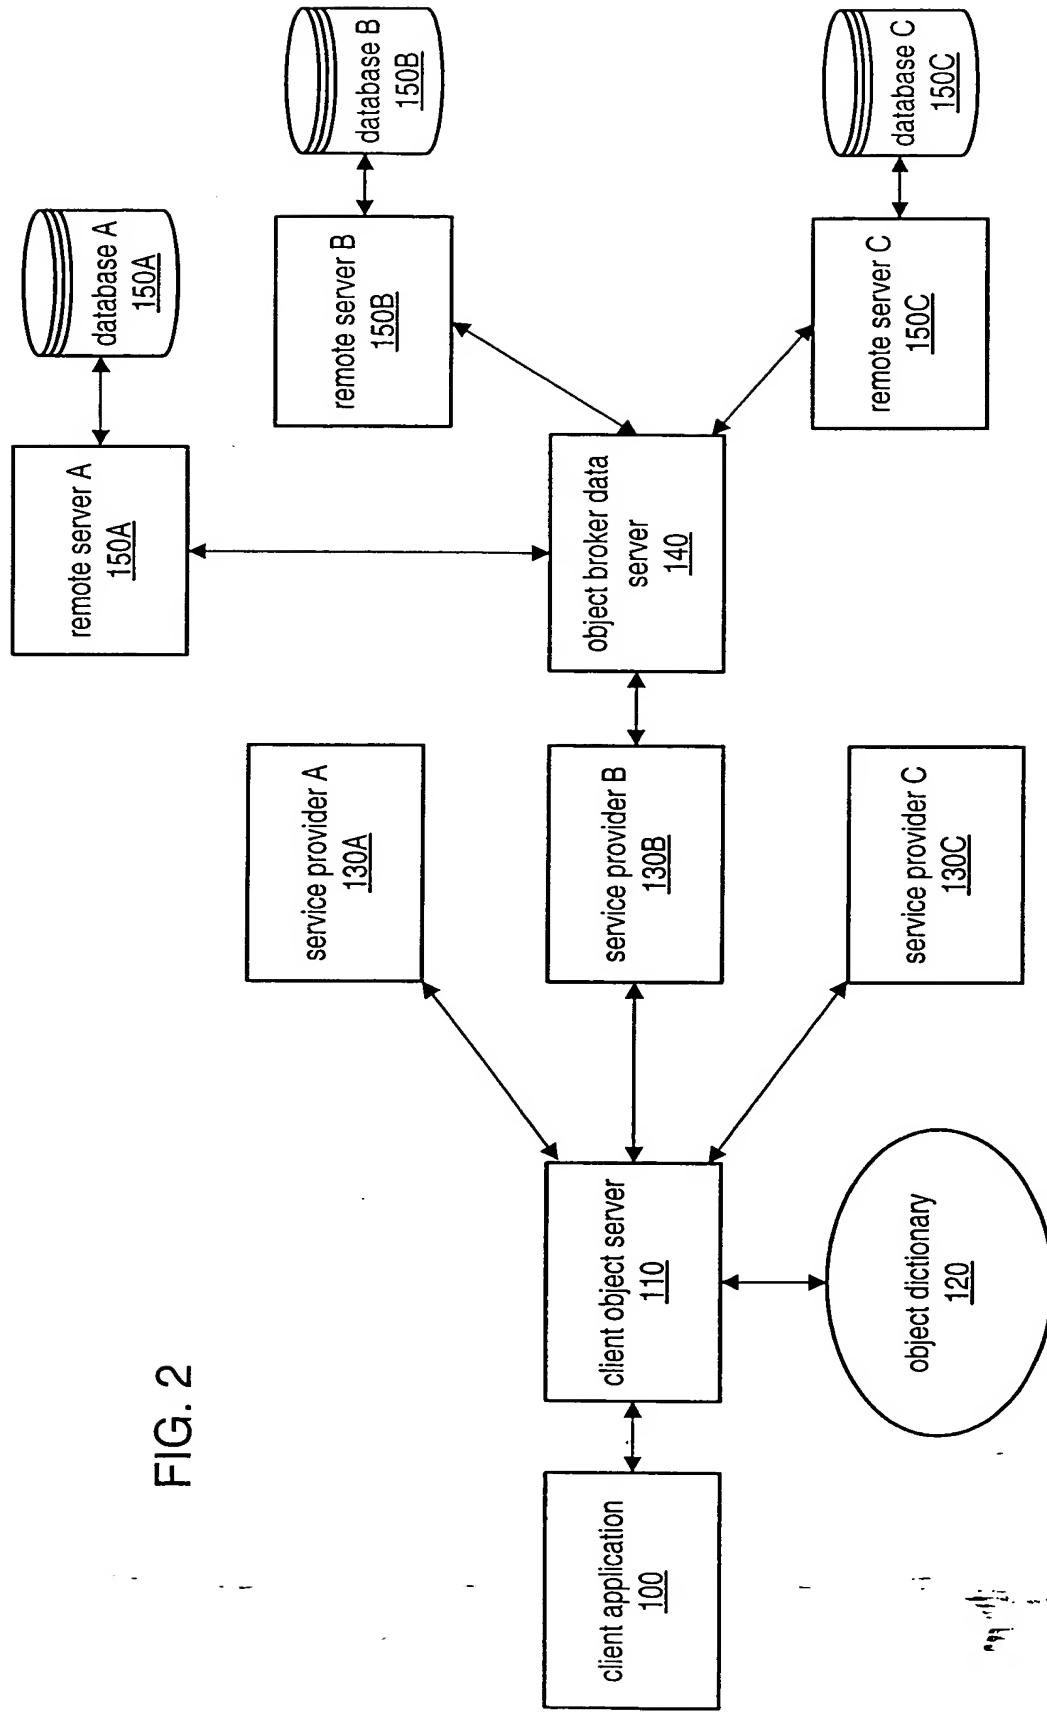 FIG. 2
client application
100
client object server
110
object dictionary
120
service provider A
130A
service provider B
130B
service provider C
130C
object broker data
server
140
remote server A
150A
database A
150A
remote server B
150B
database B
150B
remote server C
150C
database C
150C